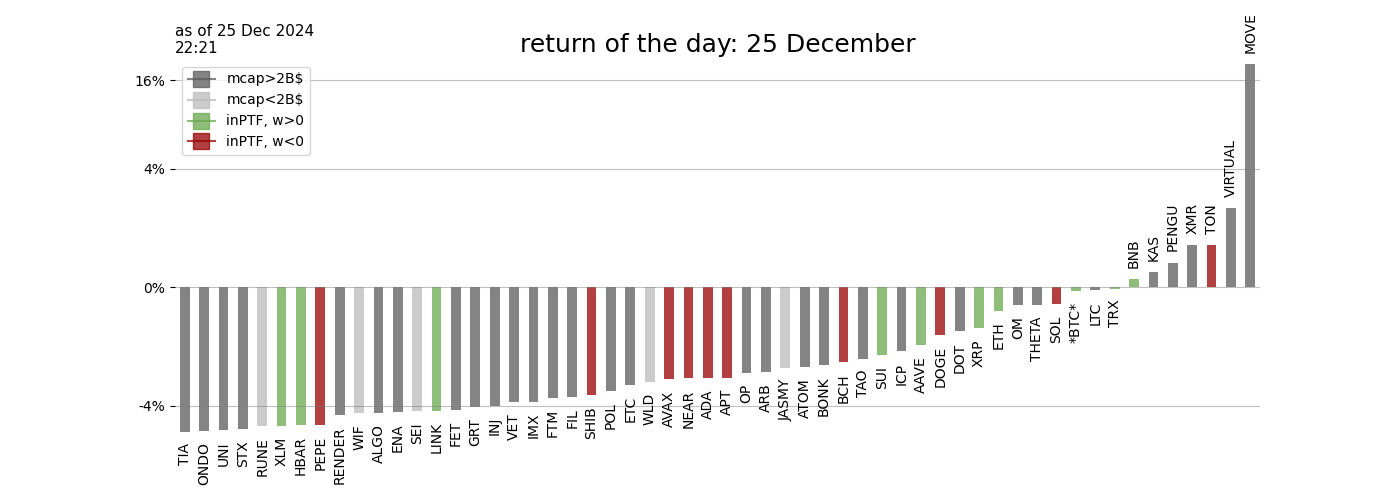 as of 25 Dec 2024
22:21
return of the day: 25 December
mcap>2B$
mcap<2B$
inPTF, w>0
inPTF, w<0
16%
4%
0%
-4%
TIA
ONDO
UNI
STX
RUNE
XLM
HBAR
PEPE
RENDER
WIF
ALGO
ENA
SEI
LINK
FET
GRT
INJ
VET
IMX
FTM
FIL
SHIB
POL
ETC
WLD
AVAX
NEAR
ADA
APT
OP
ARB
JASMY
ATOM
BONK
BCH
TAO
SUI
ICP
AAVE
DOGE
DOT
XRP
ETH
OM
THETA
SOL
*BTC*
LTC
TRX
BNB
KAS
PENGU
XMR
TON
VIRTUAL
MOVE